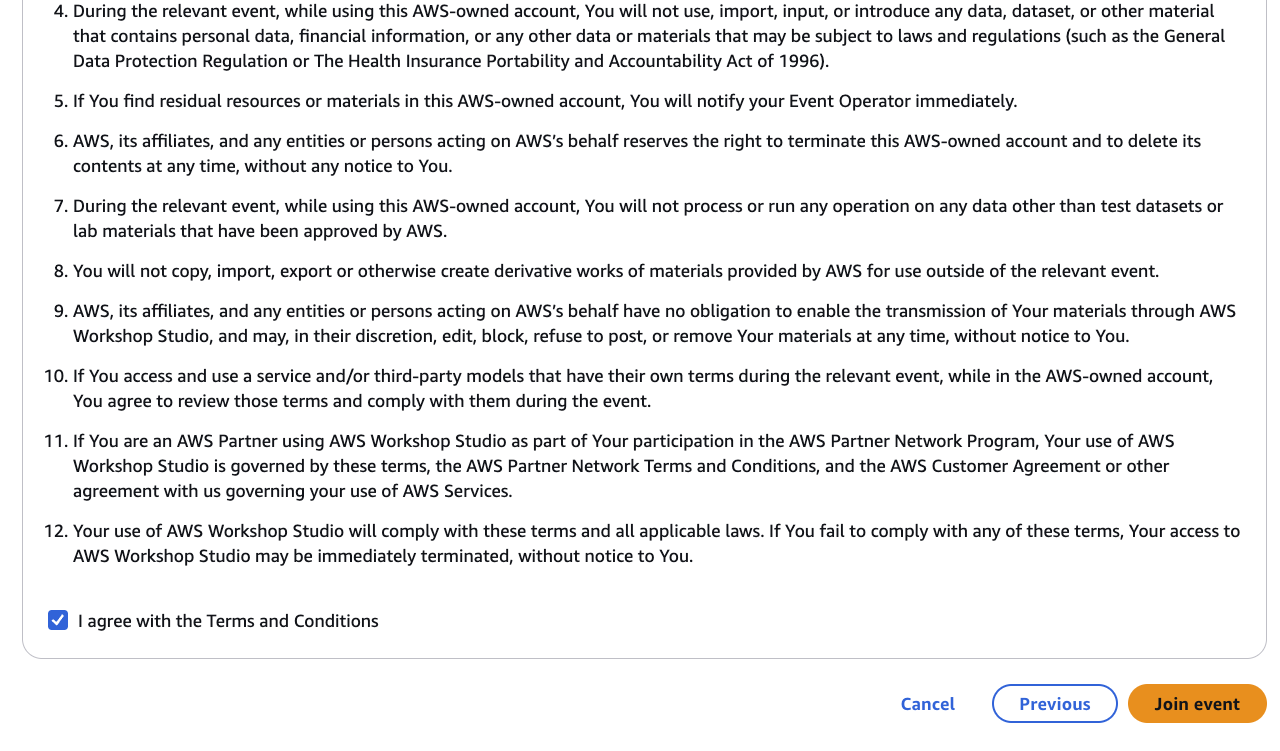 4. During the relevant event, while using this AWS-owned account, You will not use, import, input, or introduce any data, dataset, or other material
that contains personal data, financial information, or any other data or materials that may be subject to laws and regulations (such as the General
Data Protection Regulation or The Health Insurance Portability and Accountability Act of 1996).
5. If You find residual resources or materials in this AWS-owned account, You will notify your Event Operator immediately.
6. AWS, its affiliates, and any entities or persons acting on AWS's behalf reserves the right to terminate this AWS-owned account and to delete its
contents at any time, without any notice to You.
7. During the relevant event, while using this AWS-owned account, You will not process or run any operation on any data other than test datasets or
lab materials that have been approved by AWS.
8. You will not copy, import, export or otherwise create derivative works of materials provided by AWS for use outside of the relevant event.
9. AWS, its affiliates, and any entities or persons acting on AWS's behalf have no obligation to enable the transmission of Your materials through AWS
Workshop Studio, and may, in their discretion, edit, block, refuse to post, or remove Your materials at any time, without notice to You.
10. If You access and use a service and/or third-party models that have their own terms during the relevant event, while in the AWS-owned account,
You agree to review those terms and comply with them during the event.
11. If You are an AWS Partner using AWS Workshop Studio as part of Your participation in the AWS Partner Network Program, Your use of AWS
Workshop Studio is governed by these terms, the AWS Partner Network Terms and Conditions, and the AWS Customer Agreement or other
agreement with us governing your use of AWS Services.
12. Your use of AWS Workshop Studio will comply with these terms and all applicable laws. If You fail to comply with any of these terms, Your access to
AWS Workshop Studio may be immediately terminated, without notice to You.
I agree with the Terms and Conditions
Cancel
Previous
Join event